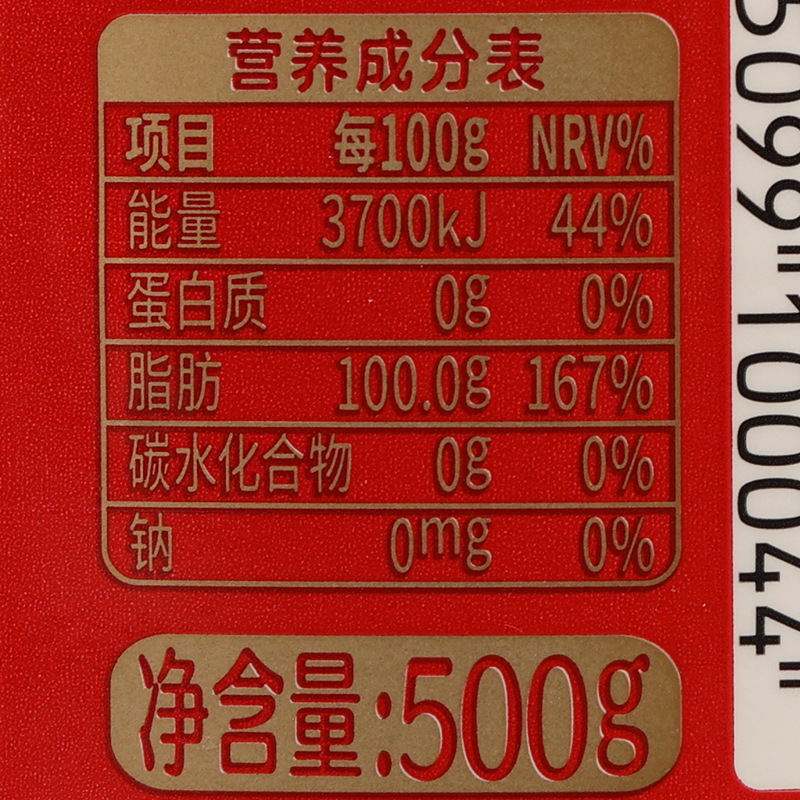 营养成分表
项目 每100g NRV%
能量 3700kJ 44%
蛋白质 0g 0%
脂肪 100.0g 167%
碳水化合物 0g 0%
钠 0mg 0%
净含量:500g
5099"10044"